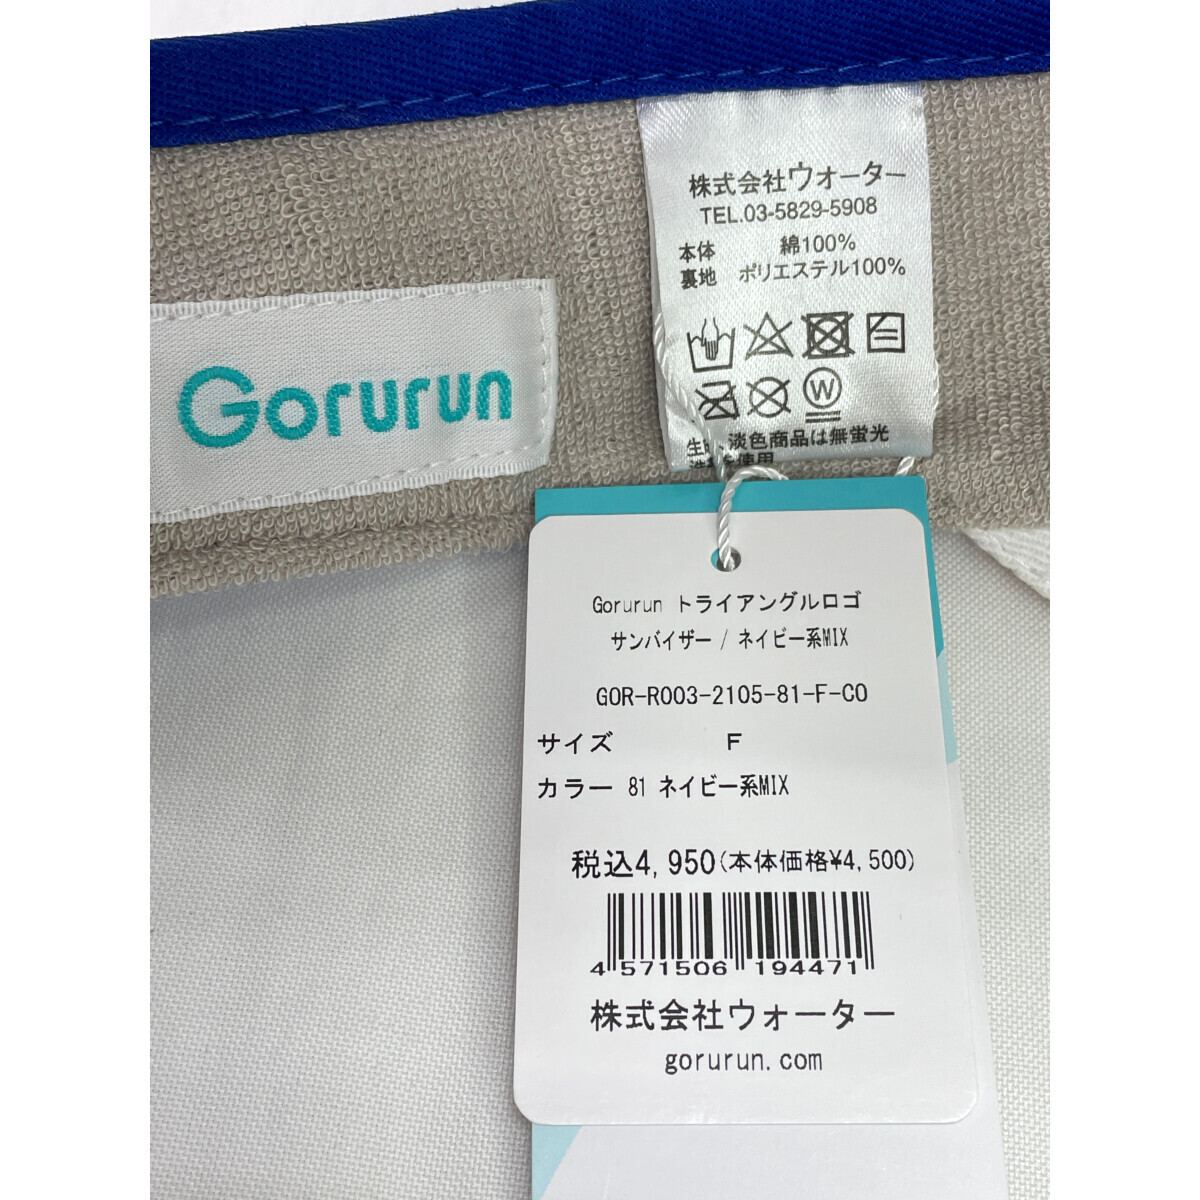 株式会社ウォーター
TEL.03-5829-5908
本体 綿100%
裏地 ポリエステル100%
W
淡色商品は無蛍光
使用
Gorurun
Gorurun トライアングルロゴ
サンバイザー / ネイビー系MIX
GOR-R003-2105-81-F-CO
サイズ F
カラー 81 ネイビー系MIX
税込4,950(本体価格¥4,500)
4 571506 194471
株式会社ウォーター
gorurun.com